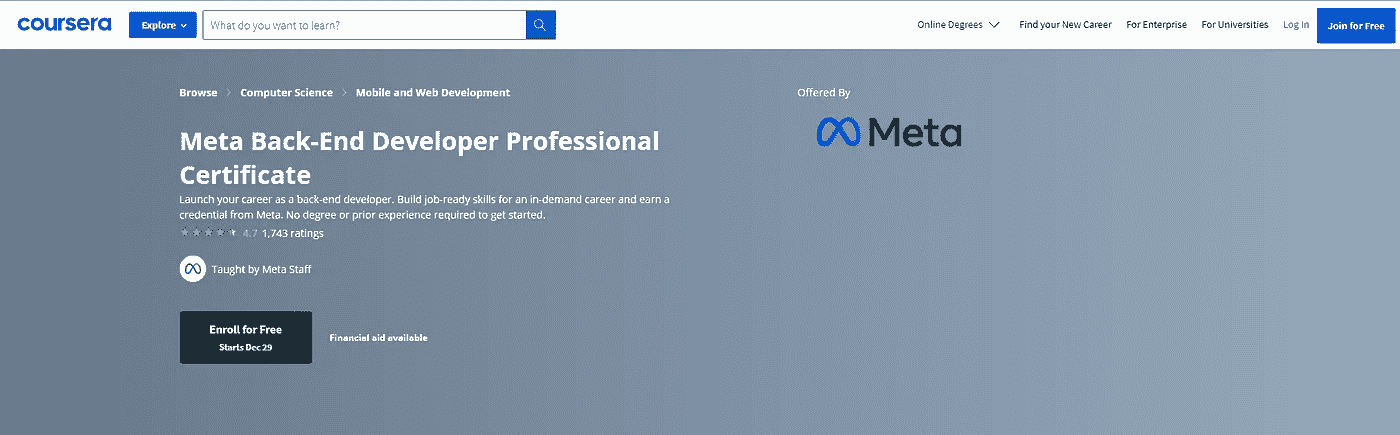 coursera
Explore
What do you want to learn?
Online Degrees
Find your New Career
For Enterprise
For Universities
Log In
Join for Free
Browse > Computer Science > Mobile and Web Development
Meta Back-End Developer Professional
Certificate
Launch your career as a back-end developer. Build job-ready skills for an in-demand career and earn a
credential from Meta. No degree or prior experience required to get started.
4.7 1,743 ratings
Taught by Meta Staff
Enroll for Free
Starts Dec 29
Financial aid available
Offered By
Meta